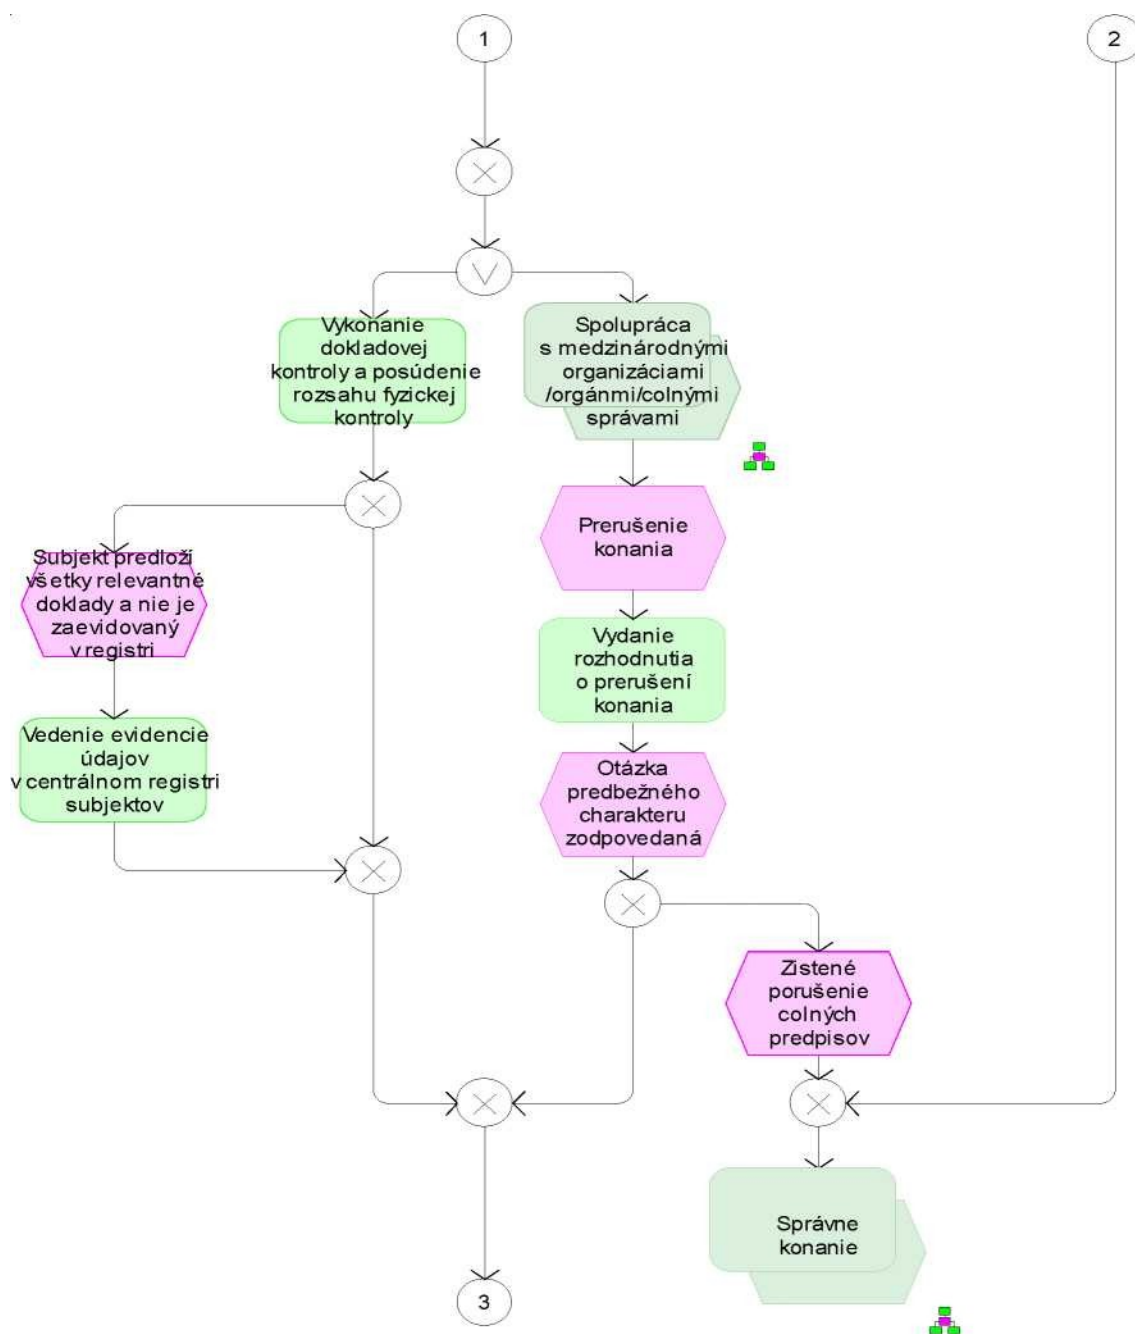 1
2
Vykonanie
dokladovej
kontroly a posúdenie
rozsahu fyzickej
kontroly
Spolupráca
s medzinárodnými
organizáciami
/orgánmi/colnými
správami
Prerušenie
konania
Subjekt predloží
všetky relevantné
doklady a nie je
zaevidovaný
v registri
Vydanie
rozhodnutia
o prerušení
konania
Vedenie evidencie
údajov
v centrálnom registri
subjektov
Otázka
predbežného
charakteru
zodpovedaná
Zistené
porušenie
colných
predpisov
Správne
konanie
3